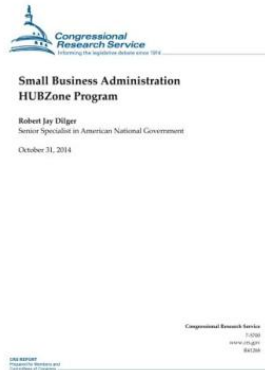 Congressional
Research Service
Informing the legislative debate since 1914
Small Business Administration
HUBZone Program
Robert Jay Dilger
Senior Specialist in American National Government
October 31, 2014
Congressional Research Service
7-5700
www.crs.gov
CRS REPORT
Prepared for Members and
Committees of Congress